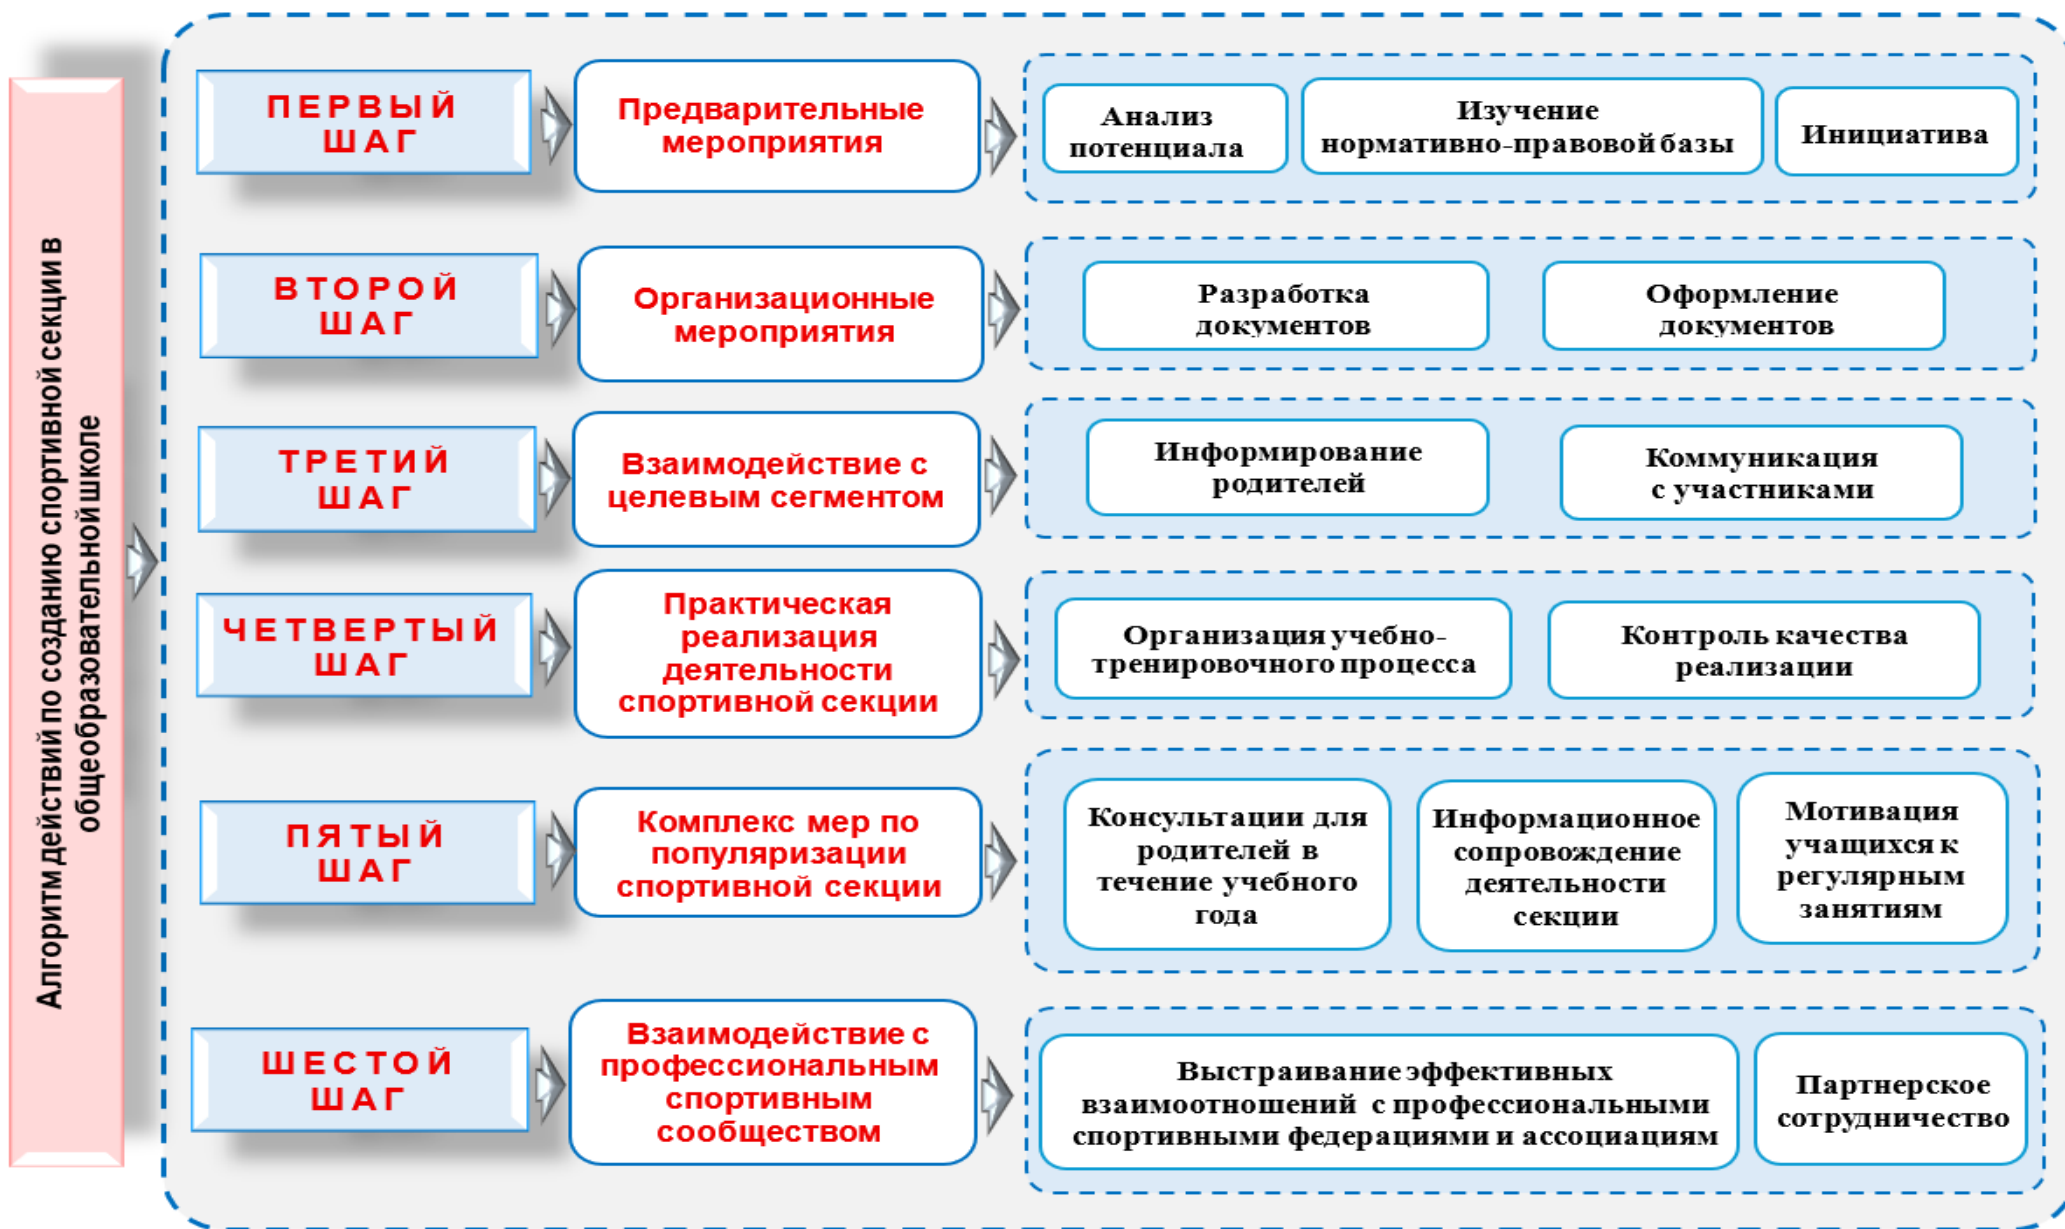 Алгоритм действий по созданию спортивной секции в
общеобразовательной школе
ПЕРВЫЙ
ШАГ
Предварительные
мероприятия
Анализ
потенциала
Изучение
нормативно-правовой базы
Инициатива
ВТОРОЙ
ШАГ
Организационные
мероприятия
Разработка
документов
Оформление
документов
ТРЕТИЙ
ШАГ
Взаимодействие с
целевым сегментом
Информирование
родителей
Коммуникация
с участниками
ЧЕТВЕРТЫЙ
ШАГ
Практическая
реализация
деятельности
спортивной секции
Организация учебно-
тренировочного процесса
Контроль качества
реализации
ПЯТЫЙ
ШАГ
Комплекс мер по
популяризации
спортивной секции
Консультации для
родителей в
течение учебного
года
Информационное
сопровождение
деятельности
секции
Мотивация
учащихся к
регулярным
занятиям
ШЕСТОЙ
ШАГ
Взаимодействие с
профессиональным
спортивным
сообществом
Выстраивание эффективных
взаимоотношений с профессиональными
спортивными федерациями и ассоциациям
Партнерское
сотрудничество